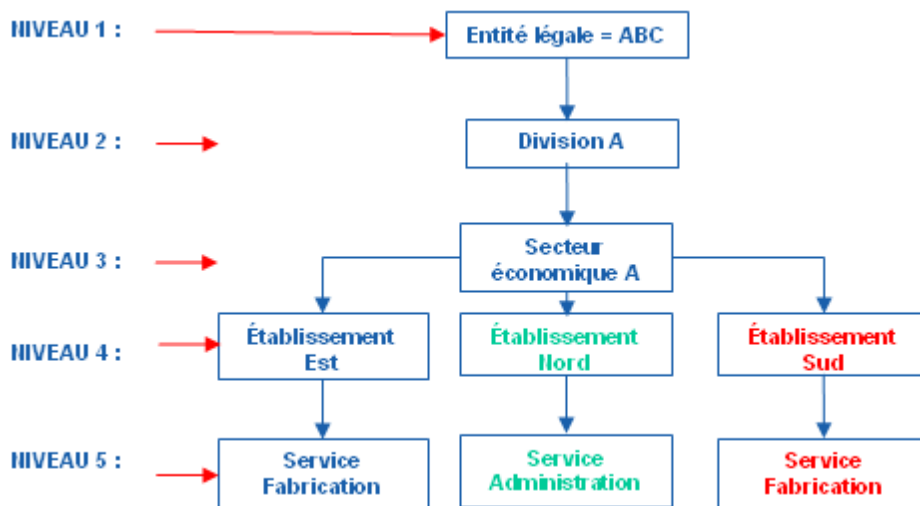 NIVEAU 1 :
Entité légale = ABC
NIVEAU 2 :
Division A
NIVEAU 3 :
Secteur
économique A
NIVEAU 4 :
Établissement
Est
Établissement
Nord
Établissement
Sud
NIVEAU 5 :
Service
Fabrication
Service
Administration
Service
Fabrication